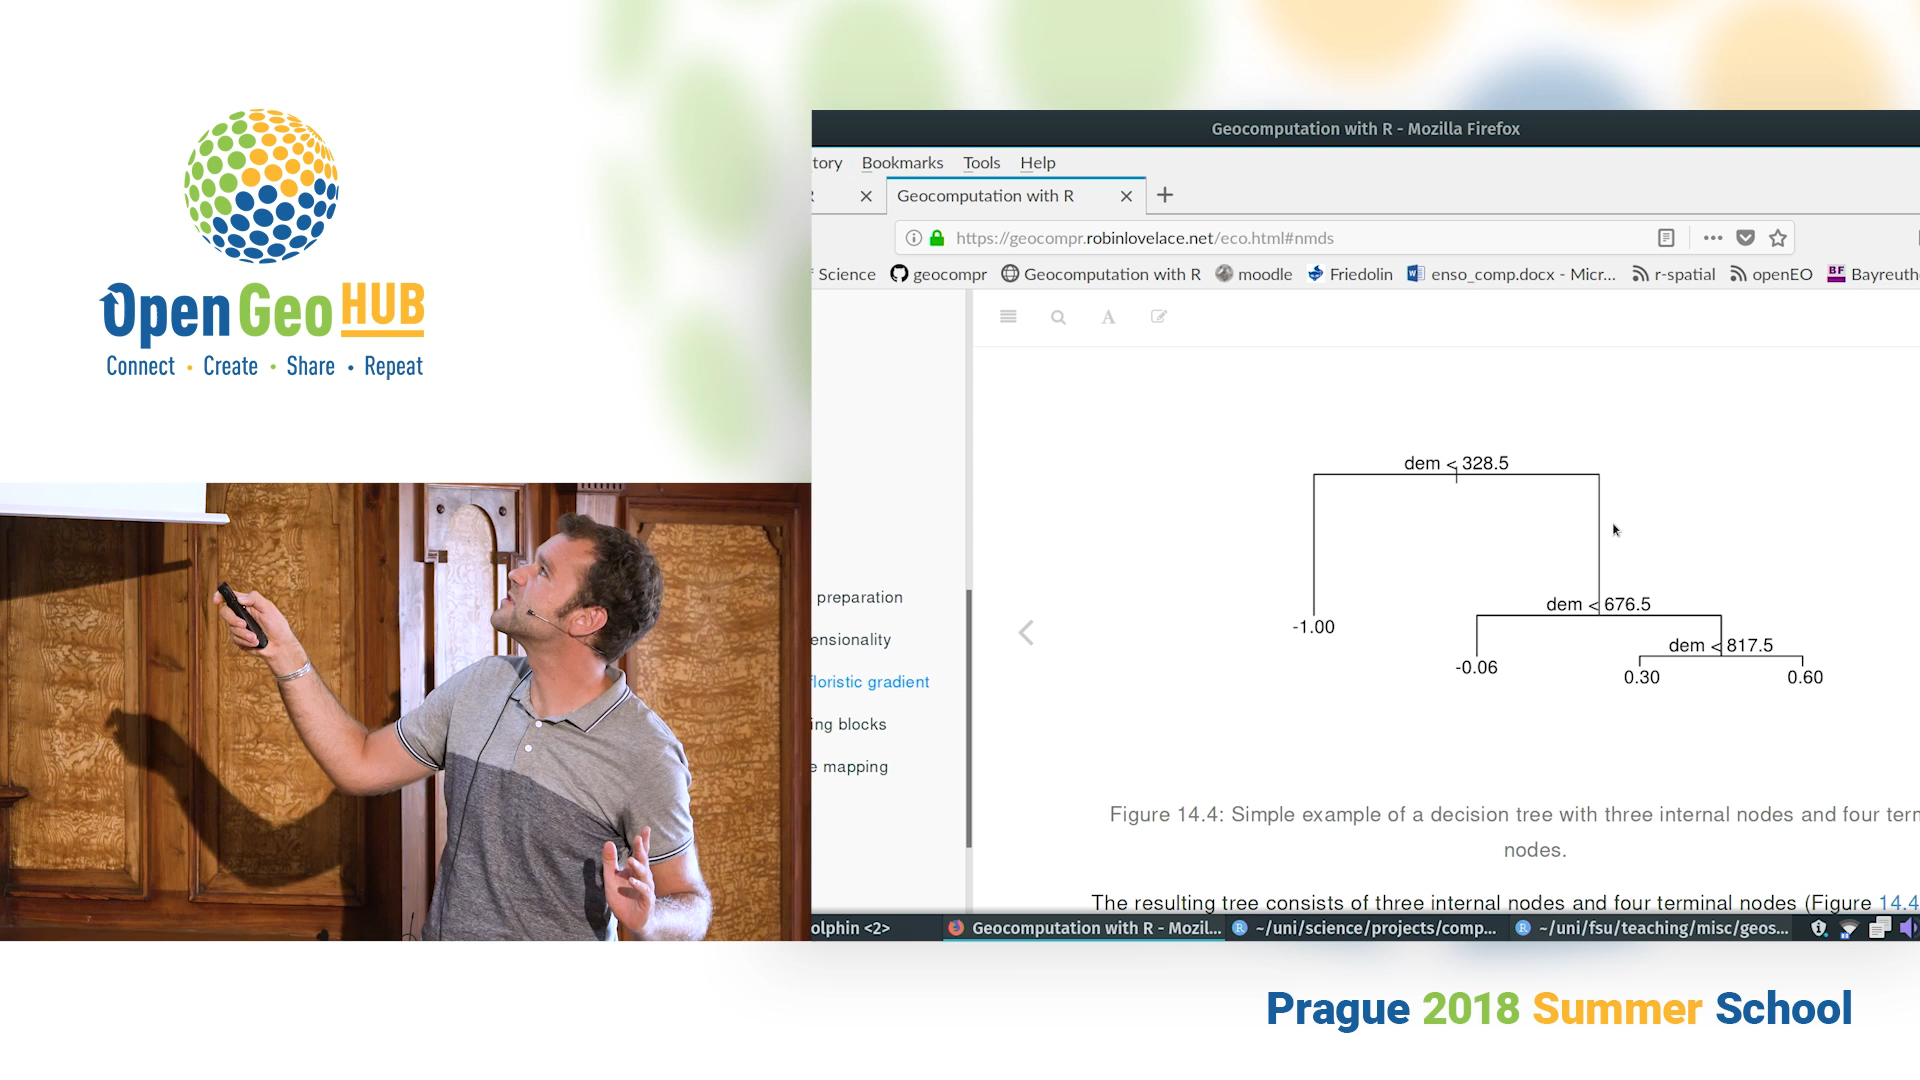 Open Geo HUB
Connect • Create • Share • Repeat
Geocomputation with R - Mozilla Firefox
tory Bookmarks Tools Help
Geocomputation with R
https://geocompr.robinlovelace.net/eco.html#nmds
Science geocompr Geocomputation with R moodle Friedolin enso_comp.docx - Micr... r-spatial openEO BF Bayreuth
preparation
ensionality
floristic gradient
ing blocks
e mapping
dem < 328.5
dem < 676.5
-1.00
dem < 817.5
-0.06
0.30
0.60
Figure 14.4: Simple example of a decision tree with three internal nodes and four term
nodes.
The resulting tree consists of three internal nodes and four terminal nodes (Figure 14.4
olphin <2> Geocomputation with R - Mozil... ~/uni/science/projects/comp... ~/uni/fsu/teaching/misc/geos...
Prague 2018 Summer School